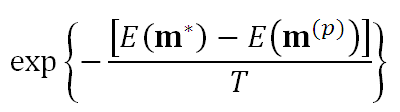 exp{−[E(m*) − E(m⁽ᵖ⁾)]/T}